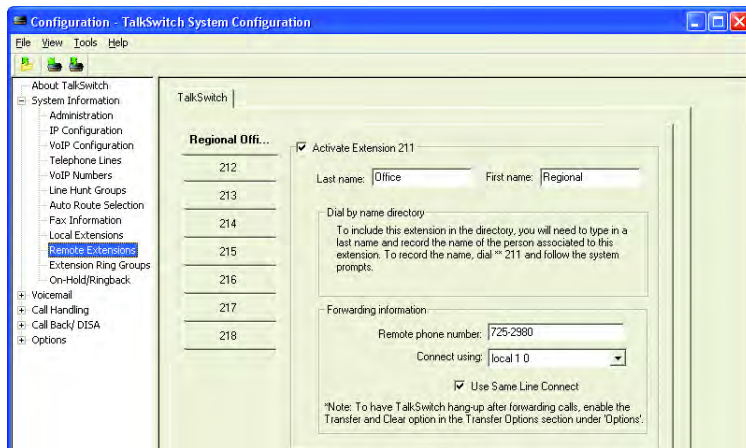 Configuration - TalkSwitch System Configuration
File View Tools Help
About TalkSwitch
System Information
Administration
IP Configuration
VoIP Configuration
Telephone Lines
VoIP Numbers
Line Hunt Groups
Auto Route Selection
Fax Information
Local Extensions
Remote Extensions
Extension Ring Groups
On-Hold/Ringback
Voicemail
Call Handling
Call Back/ DISA
Options
TalkSwitch
Regional Offi...
212
213
214
215
216
217
218
Activate Extension 211
Last name: Office First name: Regional
Dial by name directory
To include this extension in the directory, you will need to type in a
last name and record the name of the person associated to this
extension. To record the name, dial ** 211 and follow the system
prompts.
Forwarding information
Remote phone number: 725-2980
Connect using: local 1 0
Use Same Line Connect
*Note: To have TalkSwitch hang-up after forwarding calls, enable the
Transfer and Clear option in the Transfer Options section under 'Options'.